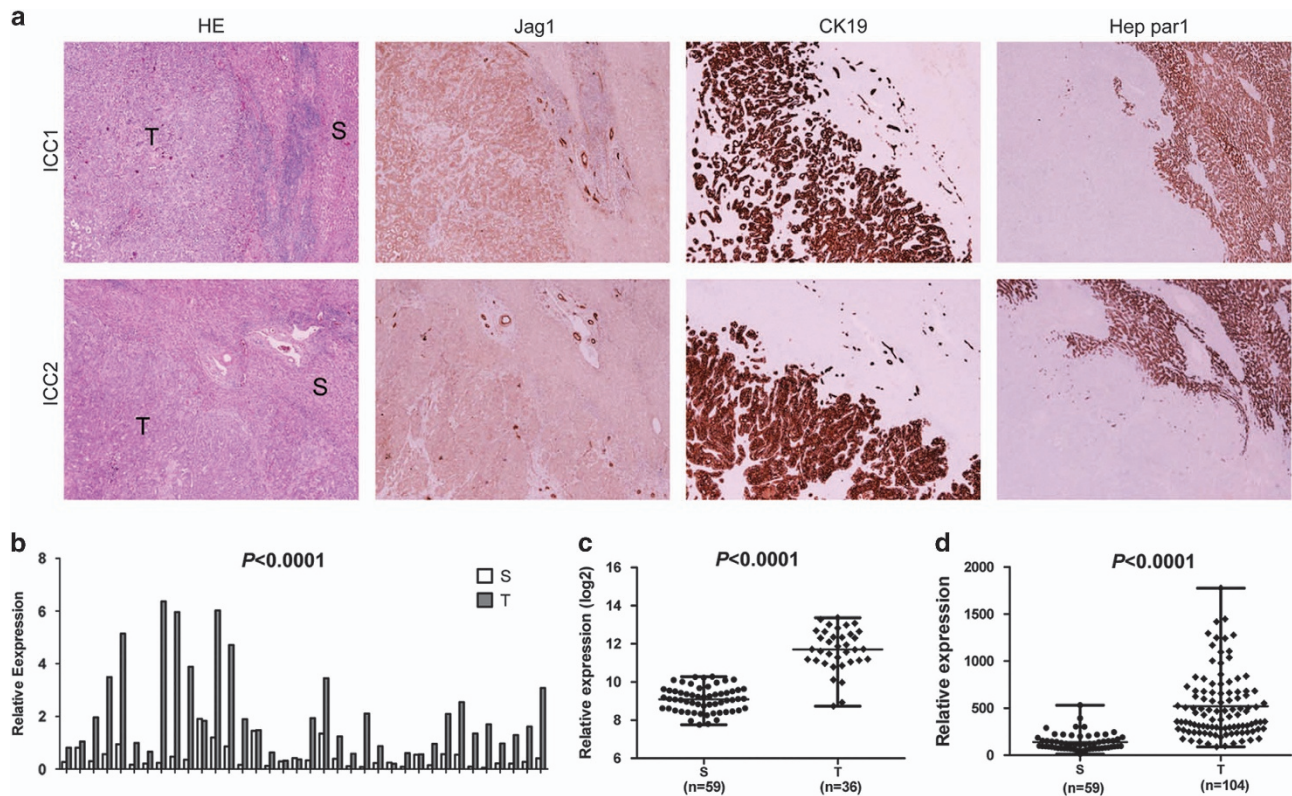 a
HE
Jag1
CK19
Hep par1
ICC1
T
S
ICC2
T
S
b
P<0.0001
Relative Eexpression
8
6
4
2
0
S
T
c
P<0.0001
Relative expression (log2)
16
14
12
10
8
6
S
(n=59)
T
(n=36)
d
P<0.0001
Relative expression
2000
1500
1000
500
0
S
(n=59)
T
(n=104)